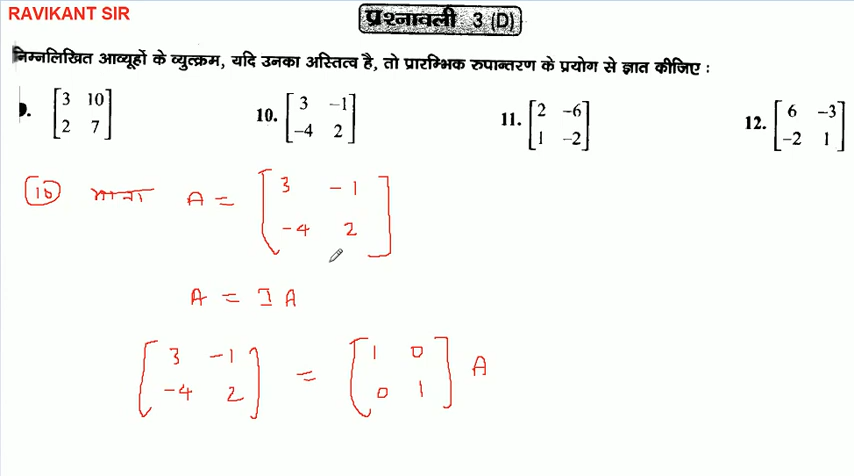 RAVIKANT SIR
प्रश्नावली 3 (D)
निम्नलिखित आव्यूहों के व्युत्क्रम, यदि उनका अस्तित्व है, तो प्रारम्भिक रुपान्तरण के प्रयोग से ज्ञात कीजिए :
[3 10] 10. [3 -1] 11. [2 -6] 12. [6 -3]
[2 7] [-4 2] [1 -2] [-2 1]
10 माना A = [3 -1]
[-4 2]
A = I A
[3 -1] = [1 0] A
[-4 2] [0 1]